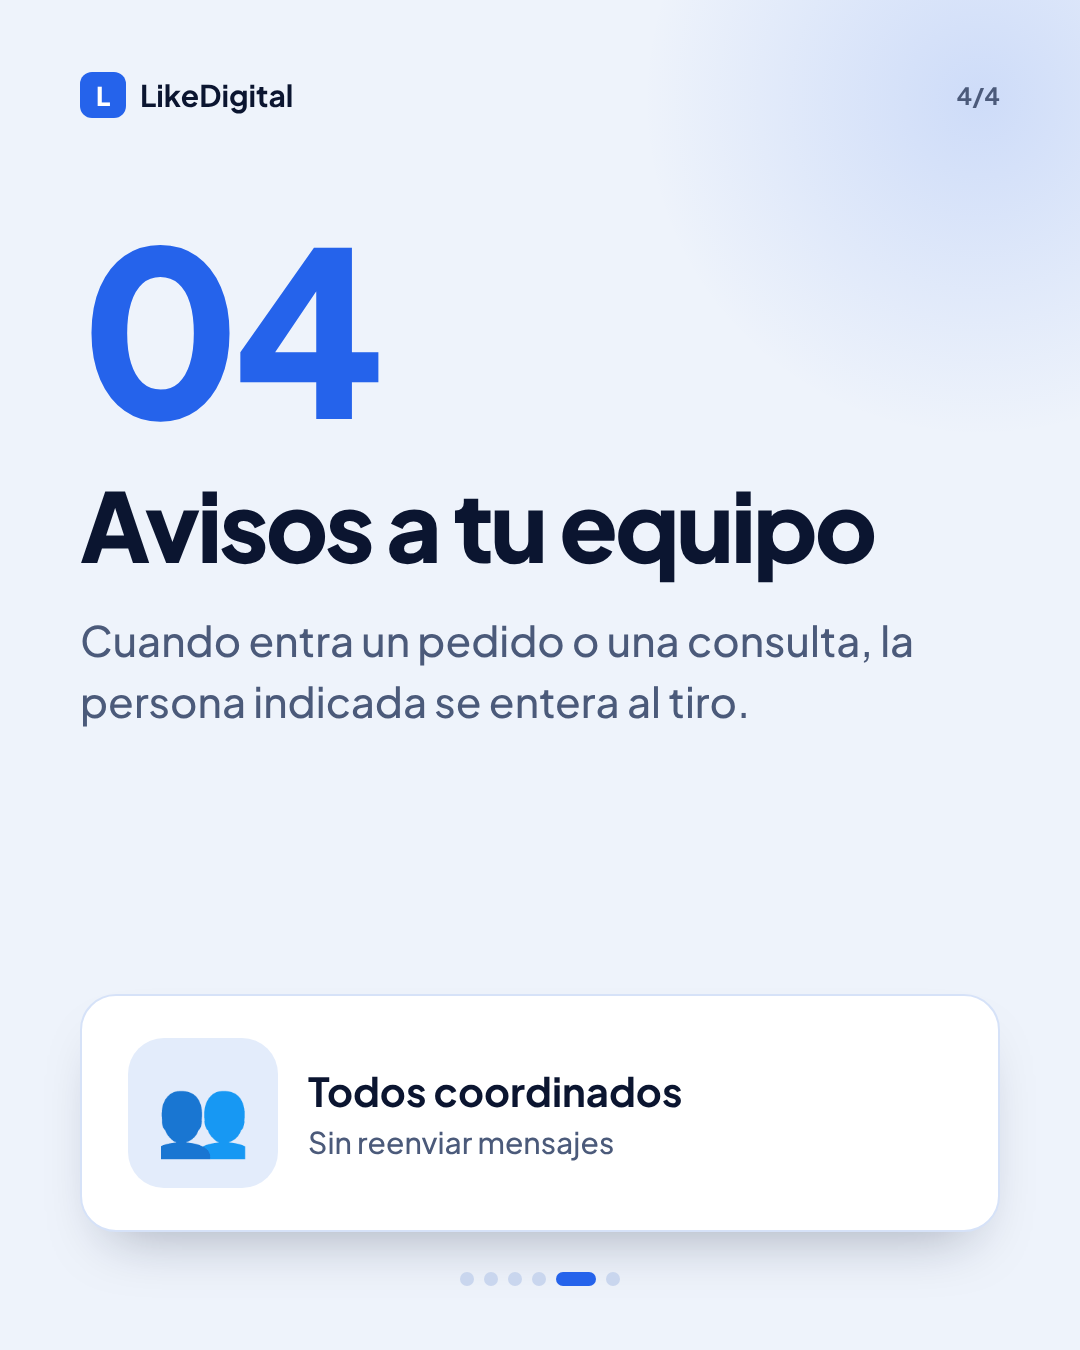 L LikeDigital
4/4
04
Avisos a tu equipo
Cuando entra un pedido o una consulta, la
persona indicada se entera al tiro.
Todos coordinados
Sin reenviar mensajes